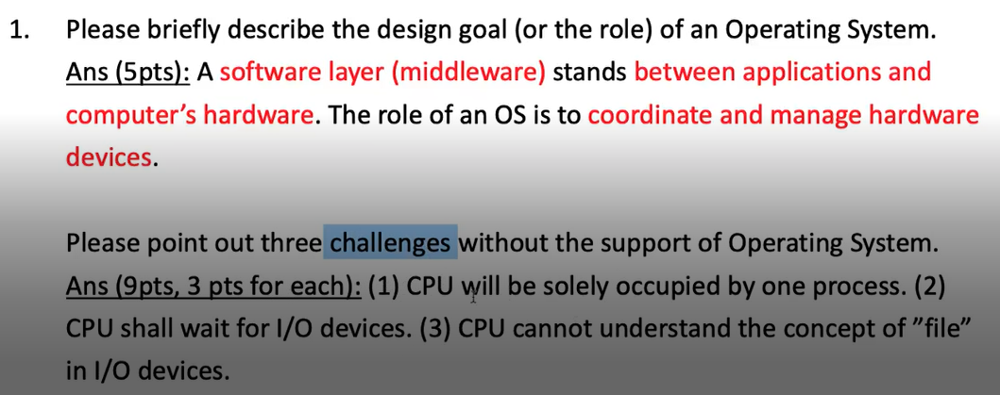 1. Please briefly describe the design goal (or the role) of an Operating System.
Ans (5pts): A software layer (middleware) stands between applications and
computer’s hardware. The role of an OS is to coordinate and manage hardware
devices.
Please point out three challenges without the support of Operating System.
Ans (9pts, 3 pts for each): (1) CPU will be solely occupied by one process. (2)
CPU shall wait for I/O devices. (3) CPU cannot understand the concept of ”file”
in I/O devices.